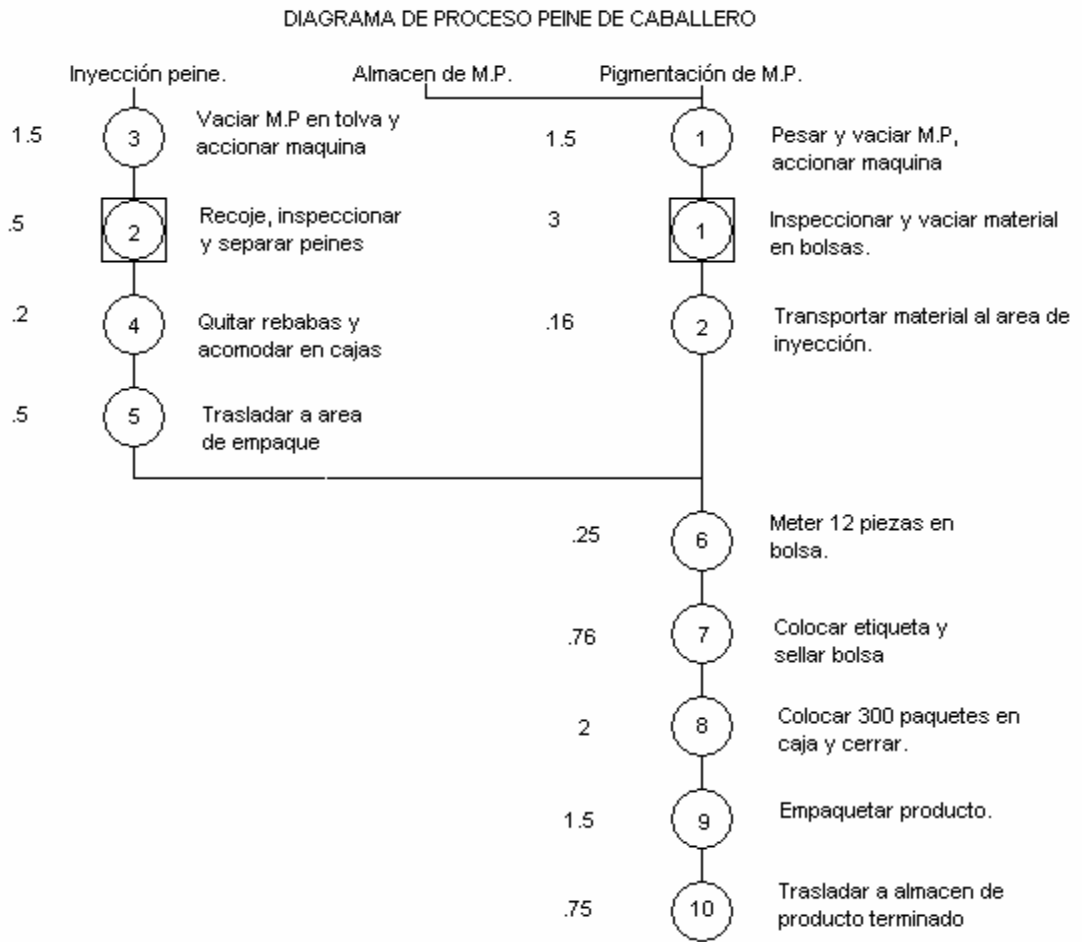 DIAGRAMA DE PROCESO PEINE DE CABALLERO
Inyección peine.
Almacen de M.P.
Pigmentación de M.P.
1.5
3
Vaciar M.P en tolva y
accionar maquina
.5
2
Recoje, inspeccionar
y separar peines
.2
4
Quitar rebabas y
acomodar en cajas
.5
5
Trasladar a area
de empaque
1.5
1
Pesar y vaciar M.P,
accionar maquina
3
1
Inspeccionar y vaciar material
en bolsas.
.16
2
Transportar material al area de
inyección.
.25
6
Meter 12 piezas en
bolsa.
.76
7
Colocar etiqueta y
sellar bolsa
2
8
Colocar 300 paquetes en
caja y cerrar.
1.5
9
Empaquetar producto.
.75
10
Trasladar a almacen de
producto terminado